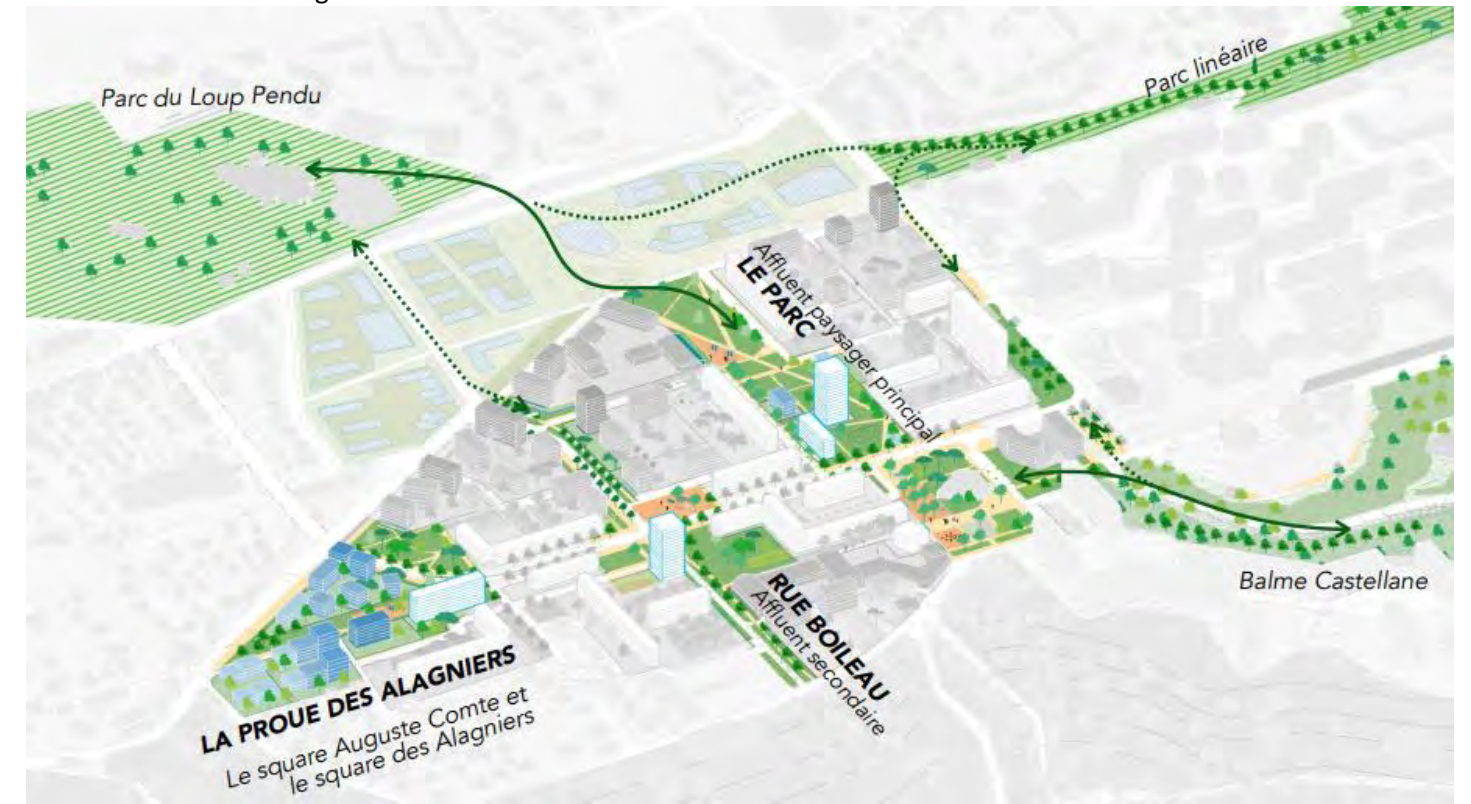 Parc du Loup Pendu
Parc linéaire
Affluent paysager principal
LE PARC
Balme Castellane
RUE BOILEAU
Affluent secondaire
LA PROUE DES ALAGNIERS
Le square Auguste Comte et
le square des Alagniers